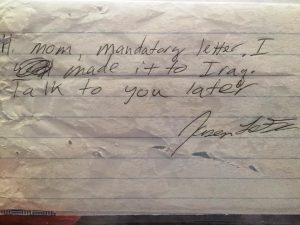 Hi mom, mandatory letter. I
made it to Iraq.
talk to you later